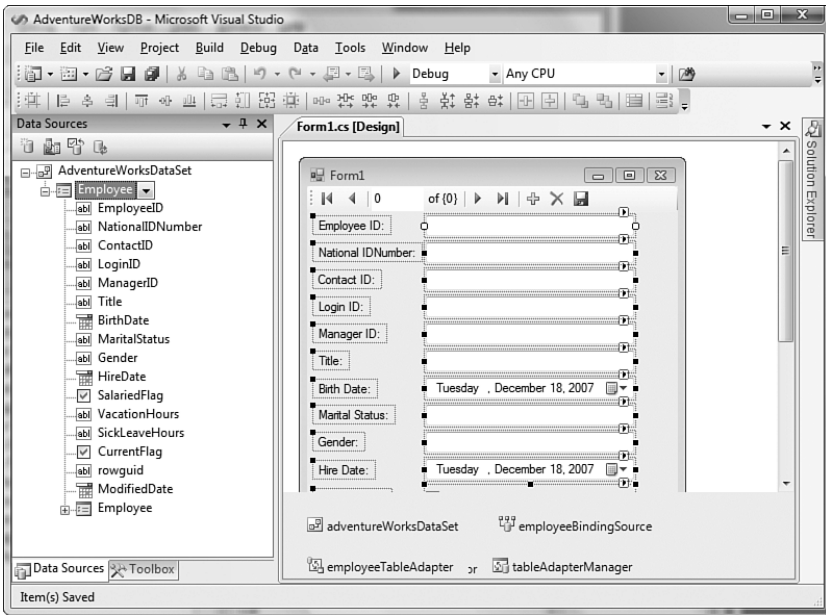 AdventureWorksDB - Microsoft Visual Studio
File Edit View Project Build Debug Data Tools Window Help
Debug Any CPU
Data Sources
Form1.cs [Design]
Solution Explorer
AdventureWorksDataSet
Employee
EmployeeID
NationalIDNumber
ContactID
LoginID
ManagerID
Title
BirthDate
MaritalStatus
Gender
HireDate
SalariedFlag
VacationHours
SickLeaveHours
CurrentFlag
rowguid
ModifiedDate
Employee
Form1
0 of {0}
Employee ID:
National IDNumber:
Contact ID:
Login ID:
Manager ID:
Title:
Birth Date: Tuesday , December 18, 2007
Marital Status:
Gender:
Hire Date: Tuesday , December 18, 2007
adventureWorksDataSet employeeBindingSource
employeeTableAdapter or tableAdapterManager
Data Sources Toolbox
Item(s) Saved